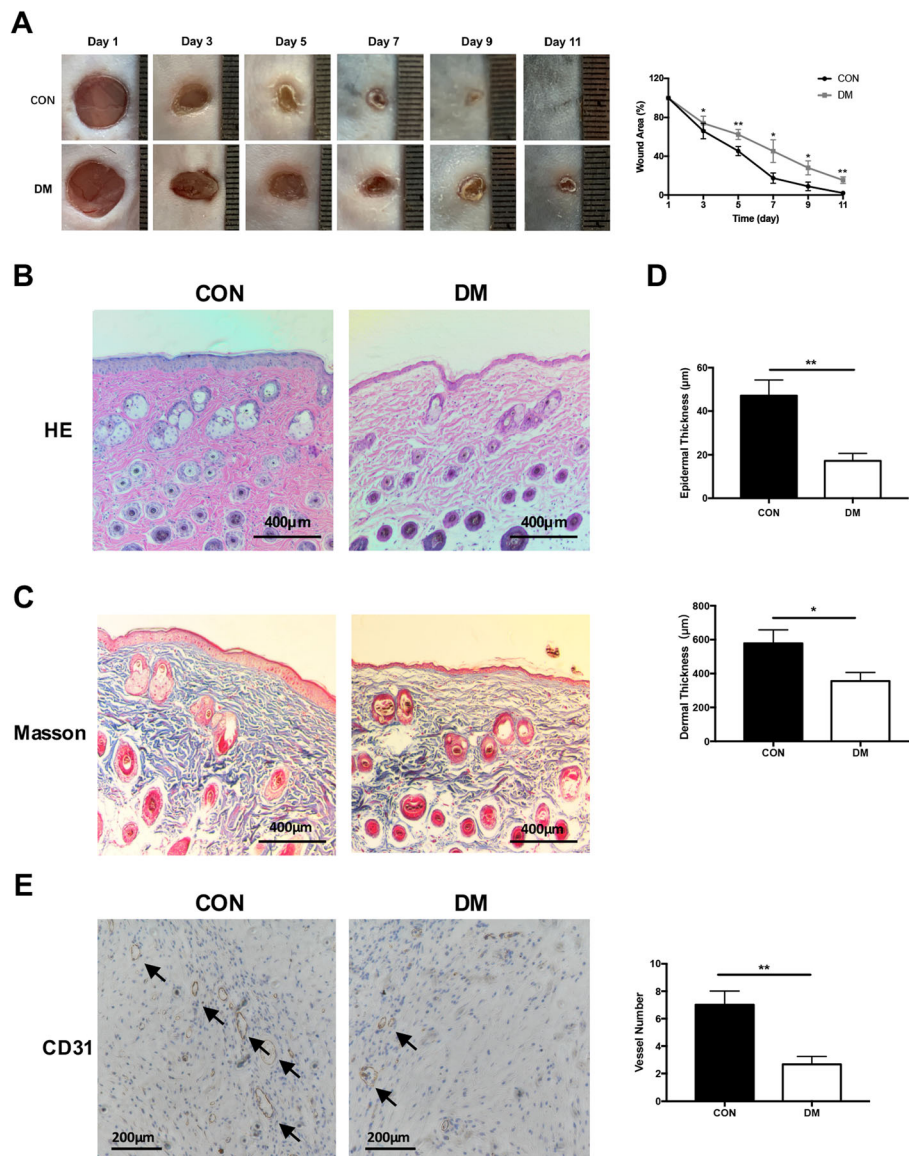 A
Day 1 Day 3 Day 5 Day 7 Day 9 Day 11
CON
DM
CON
DM
Wound Area (%)
120
80
40
0
* ** * * **
1 3 5 7 9 11
Time (day)
B
CON DM
HE
400μm
400μm
C
Masson
400μm
400μm
D
Epidermal Thickness (μm)
60
40
20
0
**
CON DM
Dermal Thickness (μm)
800
600
400
200
0
*
CON DM
E
CON DM
CD31
200μm
200μm
Vessel Number
8
6
4
2
0
**
CON DM